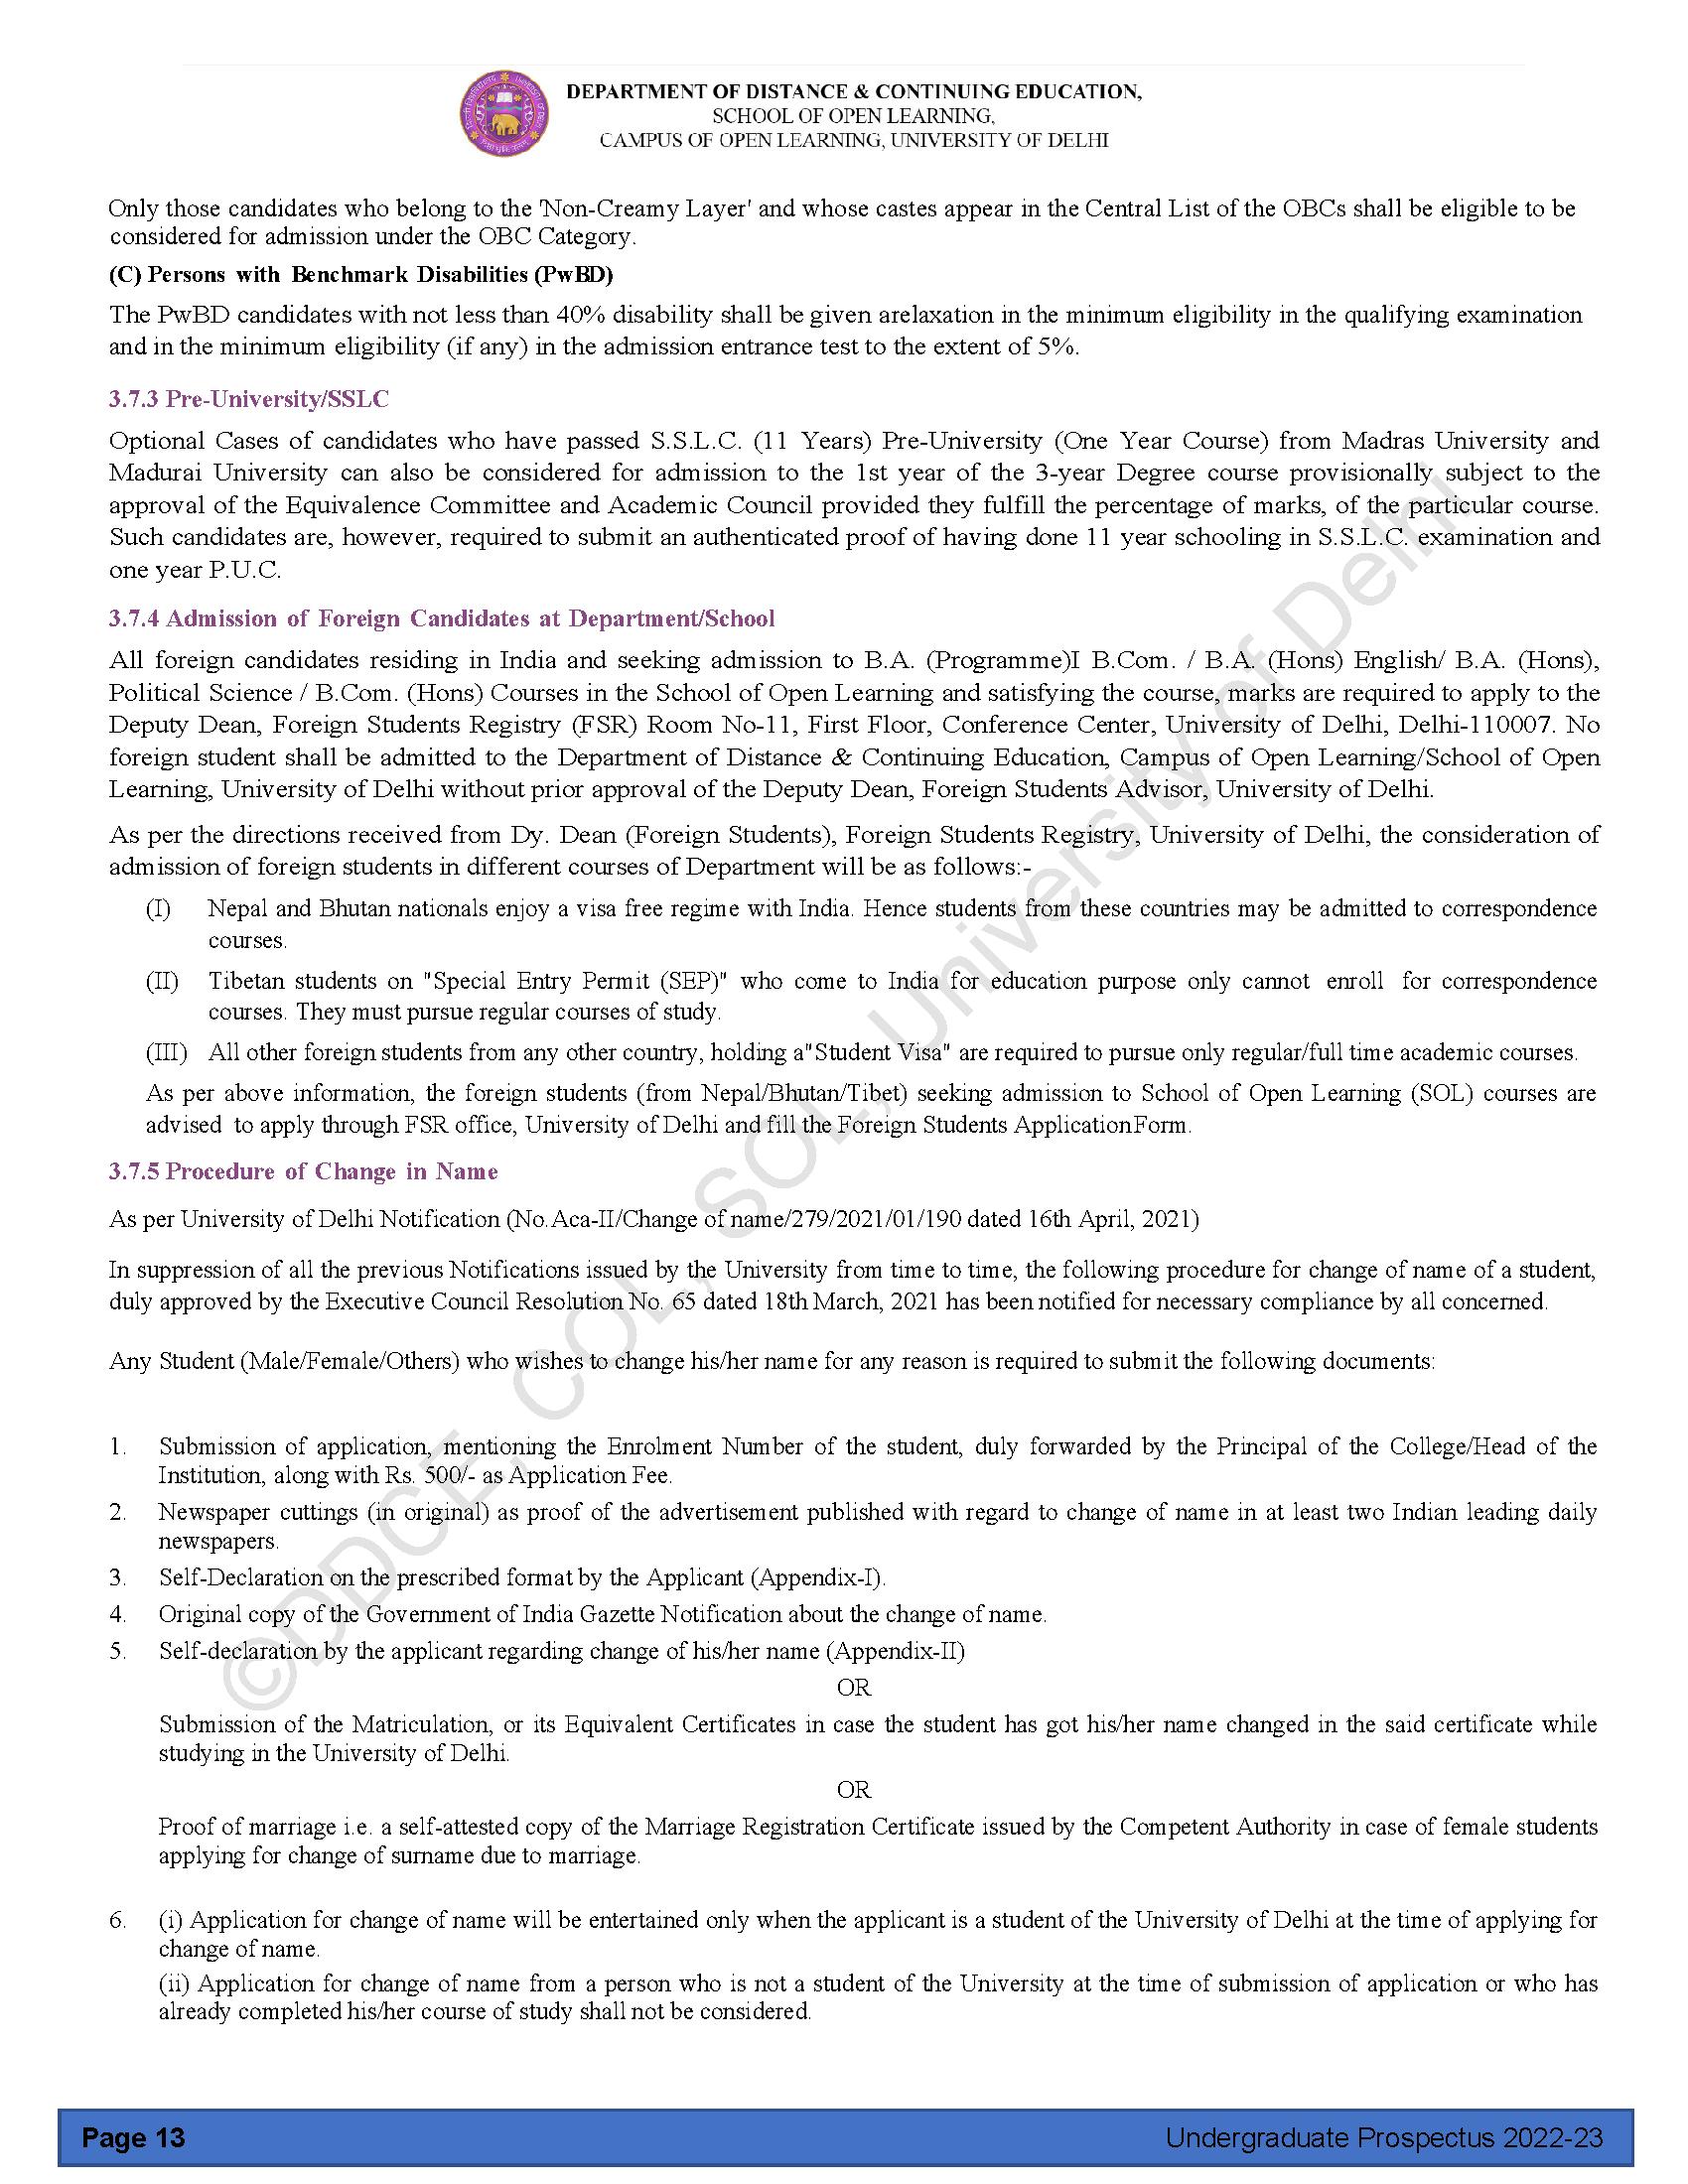 DEPARTMENT OF DISTANCE & CONTINUING EDUCATION,
SCHOOL OF OPEN LEARNING,
CAMPUS OF OPEN LEARNING, UNIVERSITY OF DELHI
Only those candidates who belong to the 'Non-Creamy Layer' and whose castes appear in the Central List of the OBCs shall be eligible to be
considered for admission under the OBC Category.
(C) Persons with Benchmark Disabilities (PwBD)
The PwBD candidates with not less than 40% disability shall be given arelaxation in the minimum eligibility in the qualifying examination
and in the minimum eligibility (if any) in the admission entrance test to the extent of 5%.
3.7.3 Pre-University/SSLC
Optional Cases of candidates who have passed S.S.L.C. (11 Years) Pre-University (One Year Course) from Madras University and
Madurai University can also be considered for admission to the 1st year of the 3-year Degree course provisionally subject to the
approval of the Equivalence Committee and Academic Council provided they fulfill the percentage of marks, of the particular course.
Such candidates are, however, required to submit an authenticated proof of having done 11 year schooling in S.S.L.C. examination and
one year P.U.C.
3.7.4 Admission of Foreign Candidates at Department/School
All foreign candidates residing in India and seeking admission to B.A. (Programme)I B.Com. / B.A. (Hons) English/ B.A. (Hons),
Political Science / B.Com. (Hons) Courses in the School of Open Learning and satisfying the course, marks are required to apply to the
Deputy Dean, Foreign Students Registry (FSR) Room No-11, First Floor, Conference Center, University of Delhi, Delhi-110007. No
foreign student shall be admitted to the Department of Distance & Continuing Education, Campus of Open Learning/School of Open
Learning, University of Delhi without prior approval of the Deputy Dean, Foreign Students Advisor, University of Delhi.
As per the directions received from Dy. Dean (Foreign Students), Foreign Students Registry, University of Delhi, the consideration of
admission of foreign students in different courses of Department will be as follows:-
(I) Nepal and Bhutan nationals enjoy a visa free regime with India. Hence students from these countries may be admitted to correspondence
courses.
(II) Tibetan students on "Special Entry Permit (SEP)" who come to India for education purpose only cannot enroll for correspondence
courses. They must pursue regular courses of study.
(III) All other foreign students from any other country, holding a"Student Visa" are required to pursue only regular/full time academic courses.
As per above information, the foreign students (from Nepal/Bhutan/Tibet) seeking admission to School of Open Learning (SOL) courses are
advised to apply through FSR office, University of Delhi and fill the Foreign Students ApplicationForm.
3.7.5 Procedure of Change in Name
As per University of Delhi Notification (No.Aca-II/Change of name/279/2021/01/190 dated 16th April, 2021)
In suppression of all the previous Notifications issued by the University from time to time, the following procedure for change of name of a student,
duly approved by the Executive Council Resolution No. 65 dated 18th March, 2021 has been notified for necessary compliance by all concerned.
Any Student (Male/Female/Others) who wishes to change his/her name for any reason is required to submit the following documents:
1. Submission of application, mentioning the Enrolment Number of the student, duly forwarded by the Principal of the College/Head of the
Institution, along with Rs. 500/- as Application Fee.
2. Newspaper cuttings (in original) as proof of the advertisement published with regard to change of name in at least two Indian leading daily
newspapers.
3. Self-Declaration on the prescribed format by the Applicant (Appendix-I).
4. Original copy of the Government of India Gazette Notification about the change of name.
5. Self-declaration by the applicant regarding change of his/her name (Appendix-II)
OR
Submission of the Matriculation, or its Equivalent Certificates in case the student has got his/her name changed in the said certificate while
studying in the University of Delhi.
OR
Proof of marriage i.e. a self-attested copy of the Marriage Registration Certificate issued by the Competent Authority in case of female students
applying for change of surname due to marriage.
6. (i) Application for change of name will be entertained only when the applicant is a student of the University of Delhi at the time of applying for
change of name.
(ii) Application for change of name from a person who is not a student of the University at the time of submission of application or who has
already completed his/her course of study shall not be considered.
©DDCE, COL, SOL, University of Delhi
Page 13
Undergraduate Prospectus 2022-23